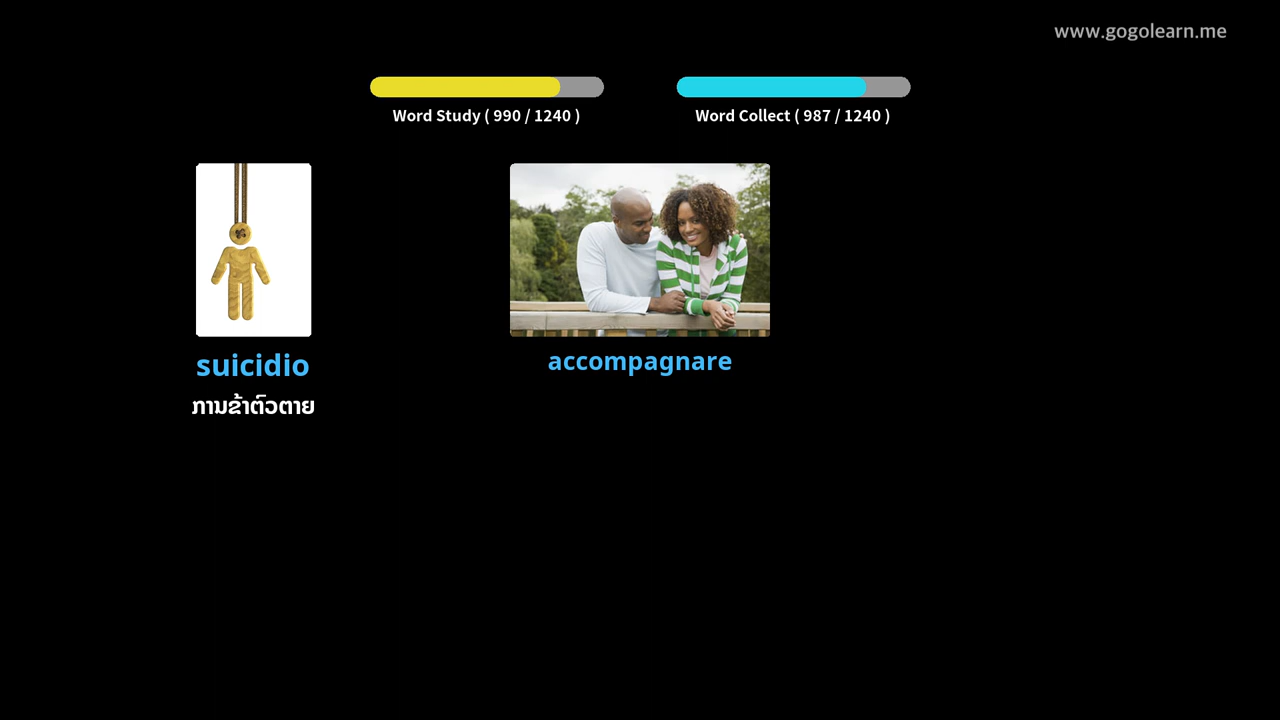 www.gogolearn.me
Word Study ( 990 / 1240 )
Word Collect ( 987 / 1240 )
suicidio
ການຂ້າຕົວຕາຍ
accompagnare